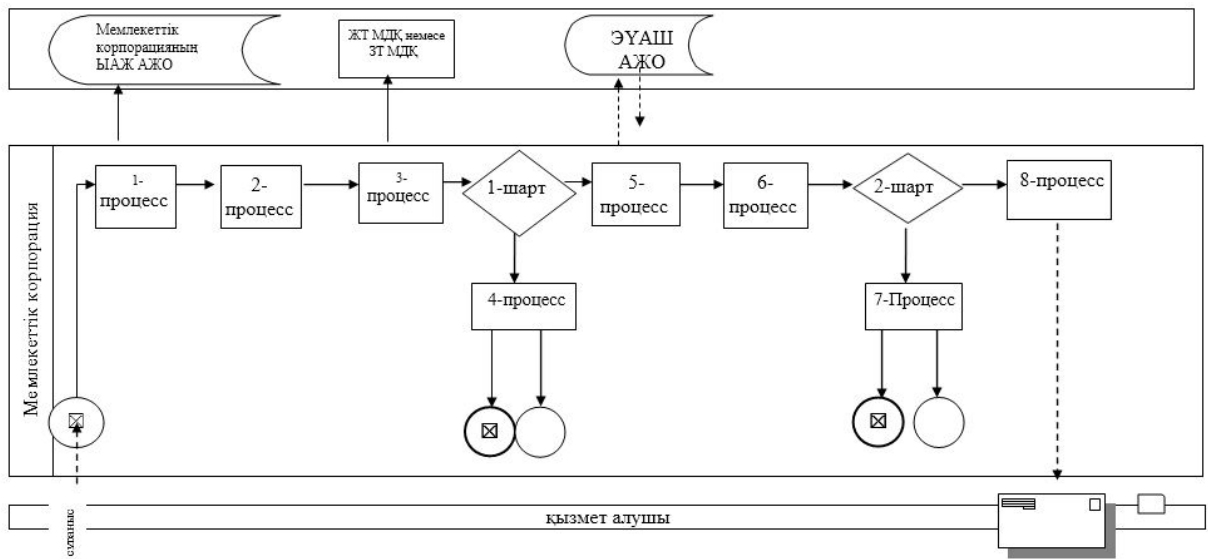 Мемлекеттік
корпорацияның
ЫАЖ АЖО
ЖТ МДҚ немесе
ЗТ МДҚ
ЭҮАШ
АЖО
Мемлекеттік корпорация
1-
процесс
2-
процесс
3-
процесс
1-шарт
5-
процесс
6-
процесс
2-шарт
8-процесс
4-процесс
7-Процесс
сұраныс
қызмет алушы